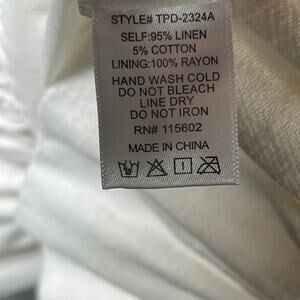 STYLE# TPD-2324A
SELF:95% LINEN
5% COTTON
LINING:100% RAYON
HAND WASH COLD
DO NOT BLEACH
LINE DRY
DO NOT IRON
RN# 115602
MADE IN CHINA